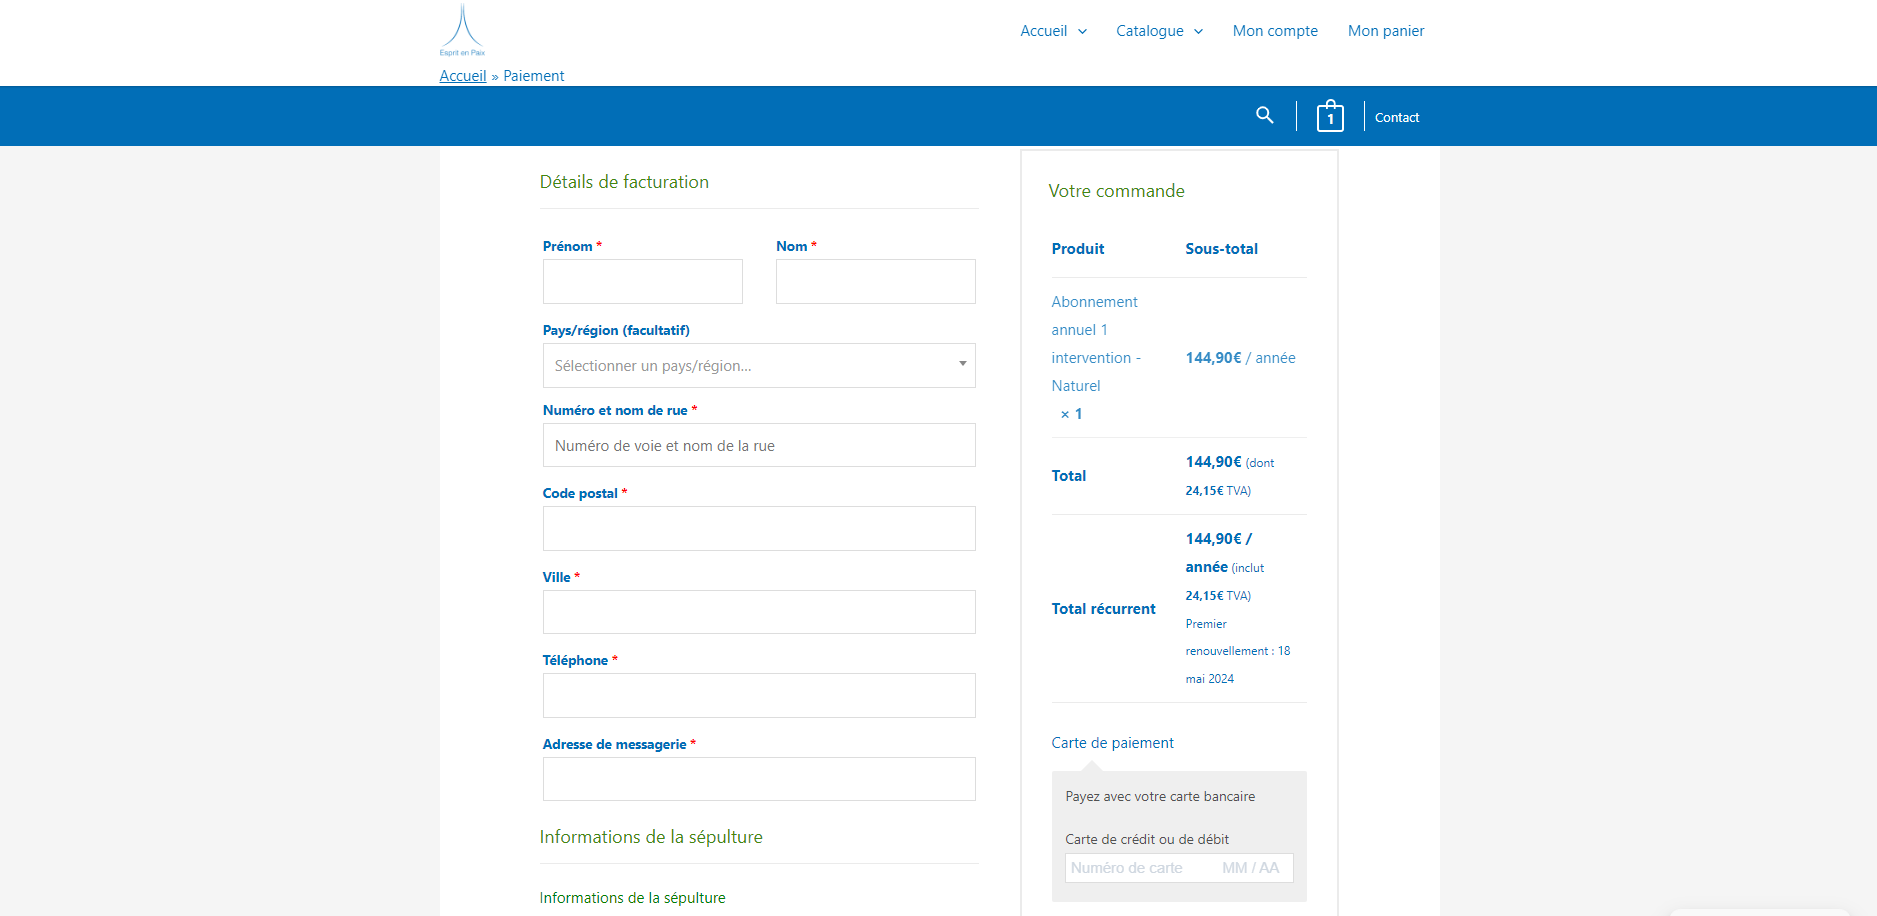 Esprit en Paix
Accueil Catalogue Mon compte Mon panier
Accueil » Paiement
1 Contact
Détails de facturation
Prénom * Nom *
Pays/région (facultatif)
Sélectionner un pays/région...
Numéro et nom de rue *
Numéro de voie et nom de la rue
Code postal *
Ville *
Téléphone *
Adresse de messagerie *
Informations de la sépulture
Informations de la sépulture
Votre commande
Produit Sous-total
Abonnement
annuel 1
intervention -
Naturel
× 1
144,90€ / année
Total
144,90€ (dont
24,15€ TVA)
Total récurrent
144,90€ /
année (inclut
24,15€ TVA)
Premier
renouvellement : 18
mai 2024
Carte de paiement
Payez avec votre carte bancaire
Carte de crédit ou de débit
Numéro de carte MM / AA